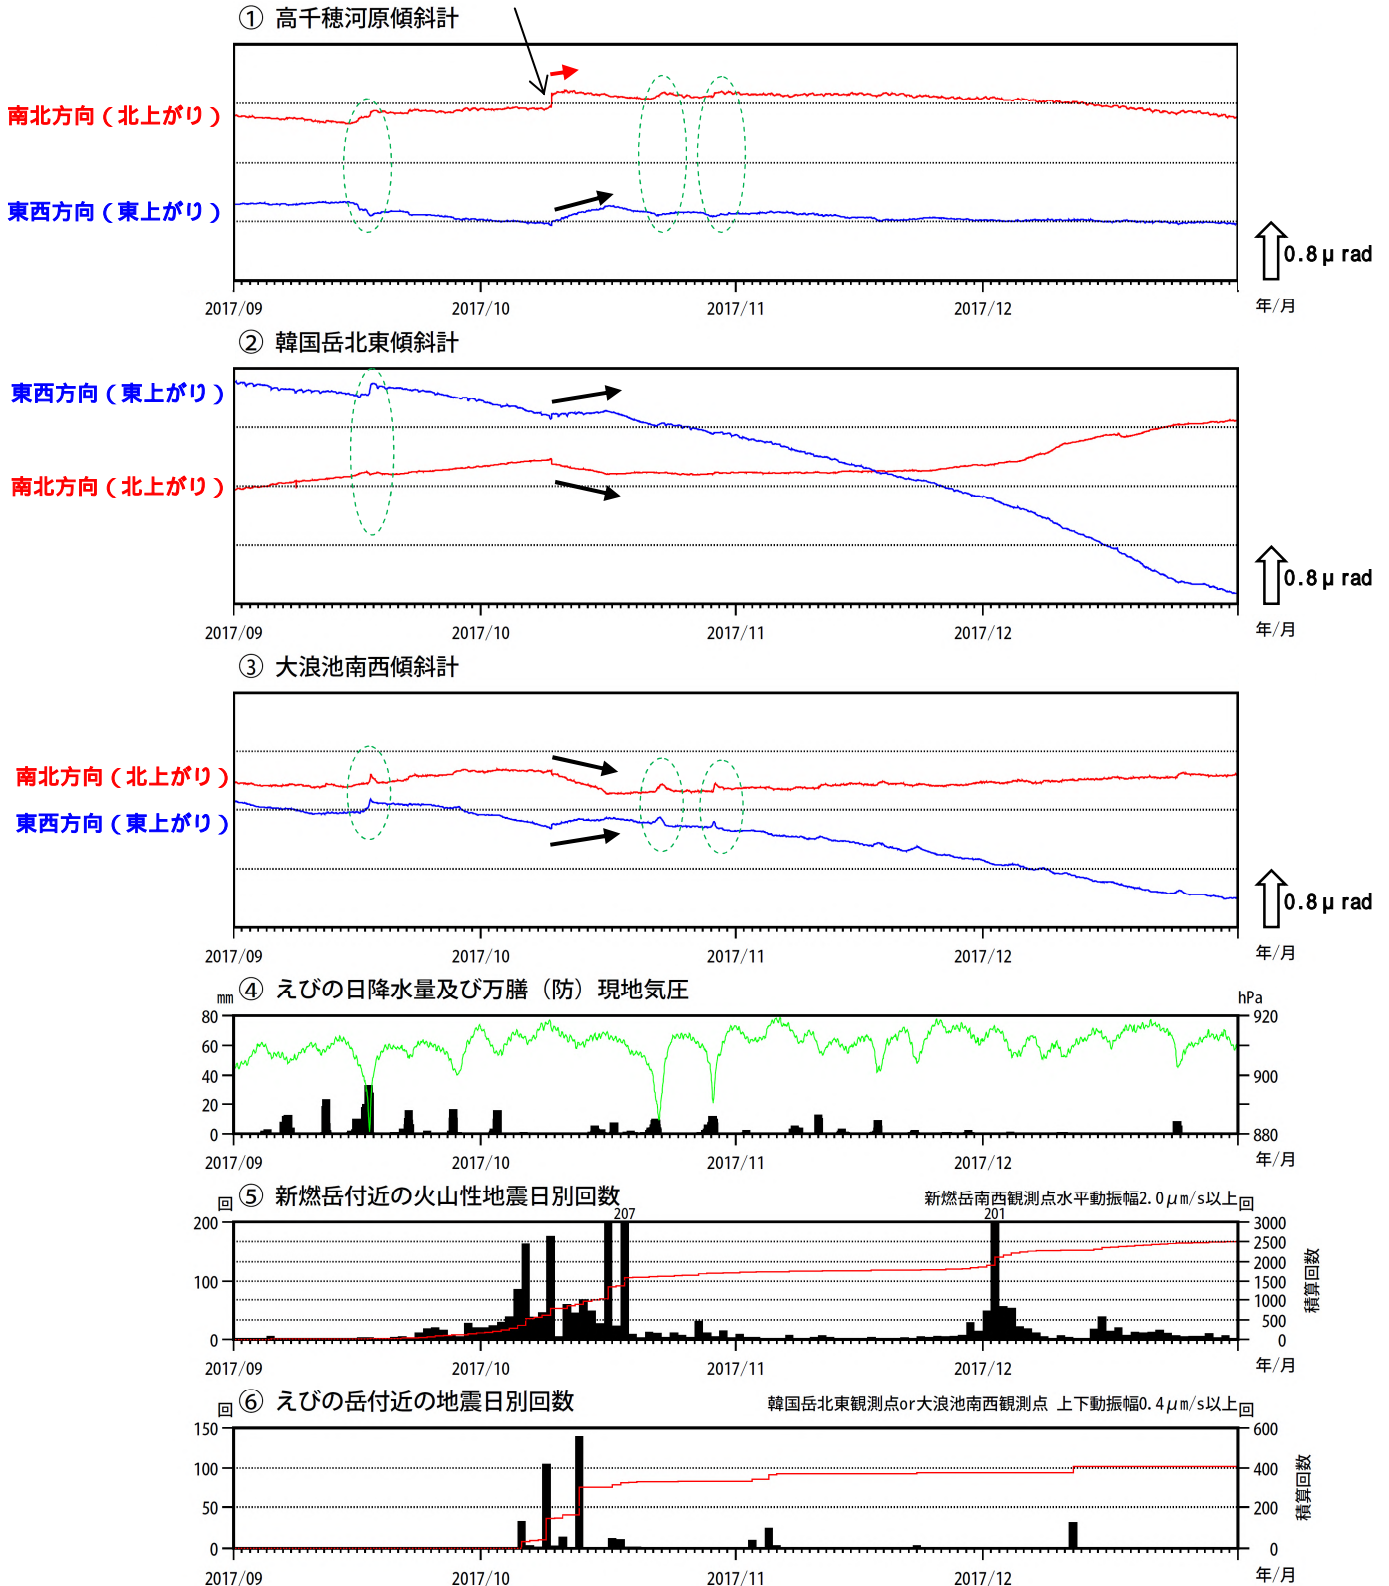 ① 高千穂河原傾斜計
南北方向(北上がり)
東西方向(東上がり)
0.8μ rad
2017/09 2017/10 2017/11 2017/12 年/月
② 韓国岳北東傾斜計
東西方向(東上がり)
南北方向(北上がり)
0.8μ rad
2017/09 2017/10 2017/11 2017/12 年/月
③ 大浪池南西傾斜計
南北方向(北上がり)
東西方向(東上がり)
0.8μ rad
2017/09 2017/10 2017/11 2017/12 年/月
mm ④ えびの日降水量及び万膳(防)現地気圧 hPa
80 920
60
40 900
20
0 880
2017/09 2017/10 2017/11 2017/12 年/月
回 ⑤ 新燃岳付近の火山性地震日別回数 新燃岳南西観測点水平動振幅2.0μm/s以上 回
207 201
200 3000
2500
2000
100 1500
1000
500
0 0
積算回数
2017/09 2017/10 2017/11 2017/12 年/月
回 ⑥ えびの岳付近の地震日別回数 韓国岳北東観測点or大浪池南西観測点 上下動振幅0.4μm/s以上 回
150 600
100 400
50 200
0 0
積算回数
2017/09 2017/10 2017/11 2017/12 年/月